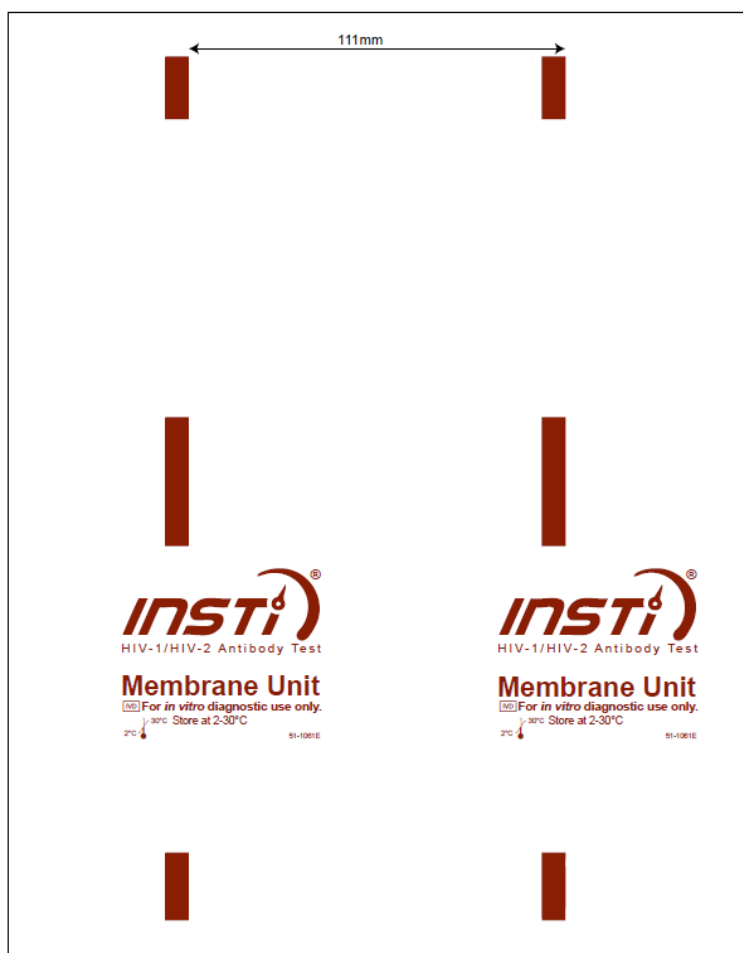 111mm
INSTi®
HIV-1/HIV-2 Antibody Test
Membrane Unit
IVD For in vitro diagnostic use only.
30°C Store at 2-30°C
2°C
51-1061E
INSTi®
HIV-1/HIV-2 Antibody Test
Membrane Unit
IVD For in vitro diagnostic use only.
30°C Store at 2-30°C
2°C
51-1061E